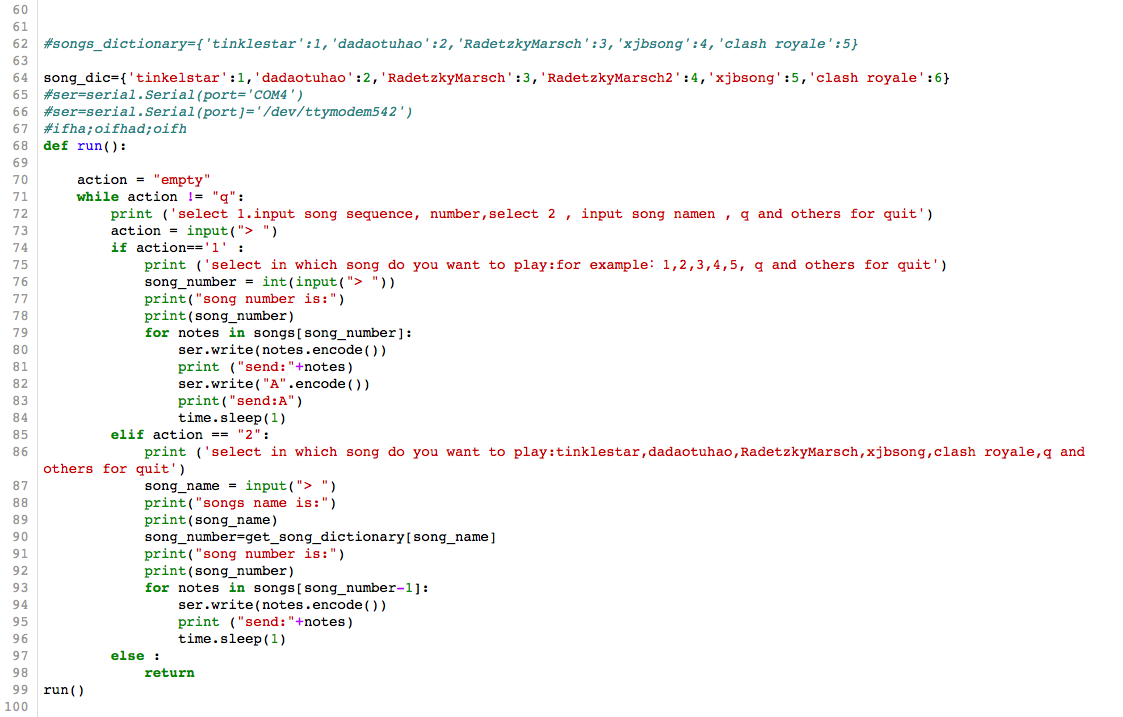 60
61
62 #songs_dictionary={'tinklestar':1,'dadaotuhao':2,'RadetzkyMarsch':3,'xjbsong':4,'clash royale':5}
63
64 song_dic={'tinkelstar':1,'dadaotuhao':2,'RadetzkyMarsch':3,'RadetzkyMarsch2':4,'xjbsong':5,'clash royale':6}
65 #ser=serial.Serial(port='COM4')
66 #ser=serial.Serial(port]='/dev/ttymodem542')
67 #ifha;oifhad;oifh
68 def run():
69
70     action = "empty"
71     while action != "q":
72         print ('select 1.input song sequence, number,select 2 , input song namen , q and others for quit')
73         action = input("> ")
74         if action=='1' :
75             print ('select in which song do you want to play:for example: 1,2,3,4,5, q and others for quit')
76             song_number = int(input("> "))
77             print("song number is:")
78             print(song_number)
79             for notes in songs[song_number]:
80                 ser.write(notes.encode())
81                 print ("send:"+notes)
82                 ser.write("A".encode())
83                 print("send:A")
84                 time.sleep(1)
85         elif action == "2":
86             print ('select in which song do you want to play:tinklestar,dadaotuhao,RadetzkyMarsch,xjbsong,clash royale,q and
others for quit')
87             song_name = input("> ")
88             print("songs name is:")
89             print(song_name)
90             song_number=get_song_dictionary[song_name]
91             print("song number is:")
92             print(song_number)
93             for notes in songs[song_number-1]:
94                 ser.write(notes.encode())
95                 print ("send:"+notes)
96                 time.sleep(1)
97         else :
98             return
99 run()
100